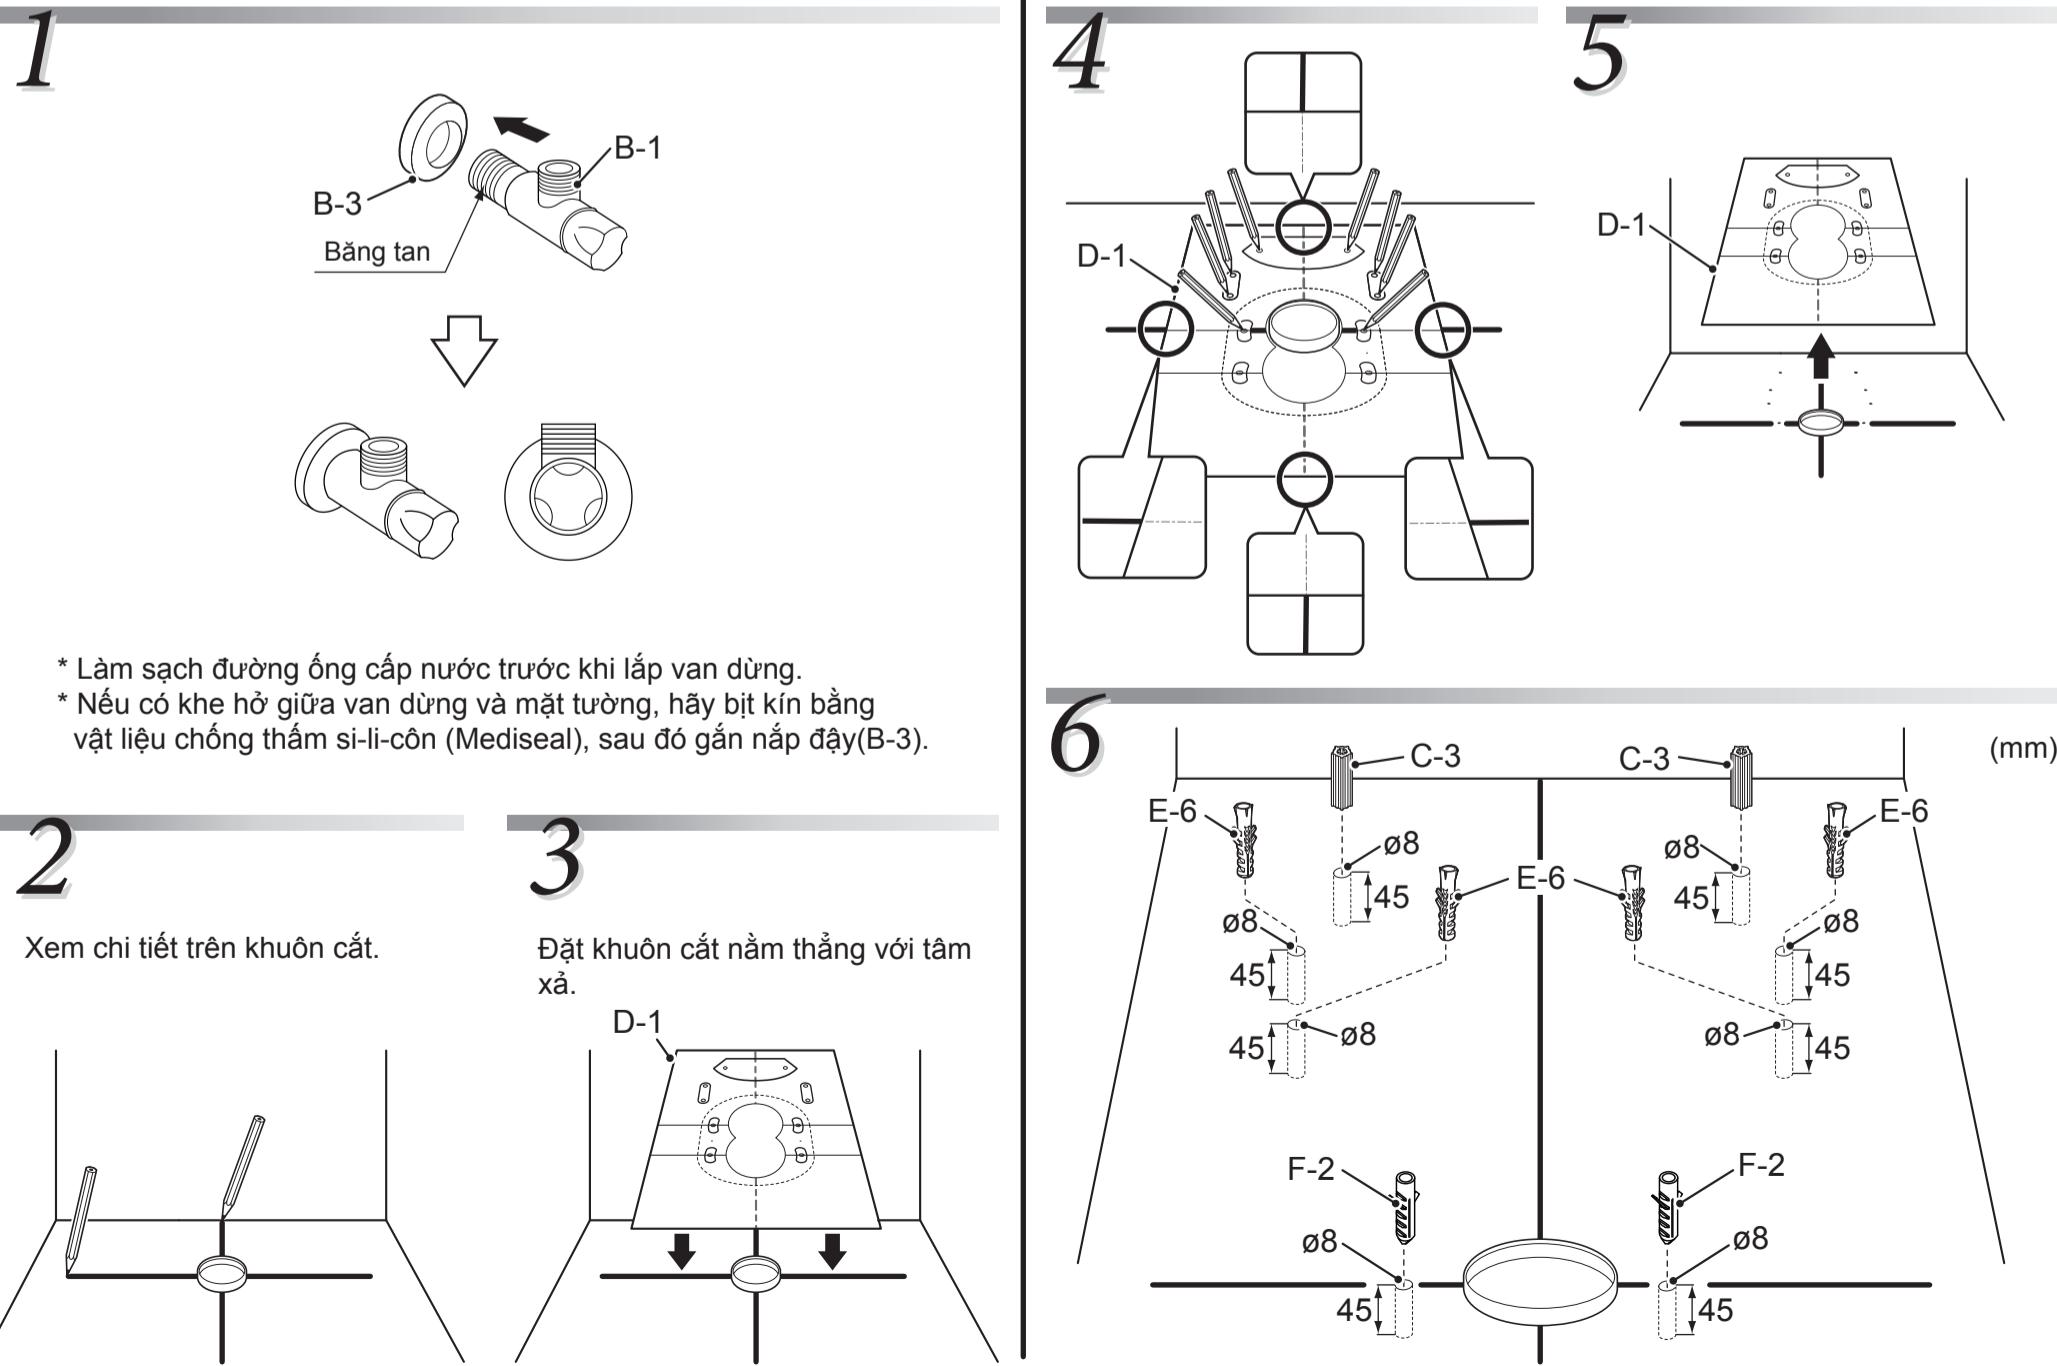 1
B-1
B-3
Băng tan
* Làm sạch đường ống cấp nước trước khi lắp van dừng.
* Nếu có khe hở giữa van dừng và mặt tường, hãy bịt kín bằng
vật liệu chống thấm si-li-côn (Mediseal), sau đó gắn nắp đậy(B-3).
2
Xem chi tiết trên khuôn cắt.
3
Đặt khuôn cắt nằm thẳng với tâm
xả.
D-1
4
D-1
5
D-1
6
(mm)
C-3
C-3
E-6
E-6
ø8
ø8
E-6
45
45
ø8
ø8
45
45
ø8
ø8
45
45
F-2
F-2
ø8
ø8
45
45